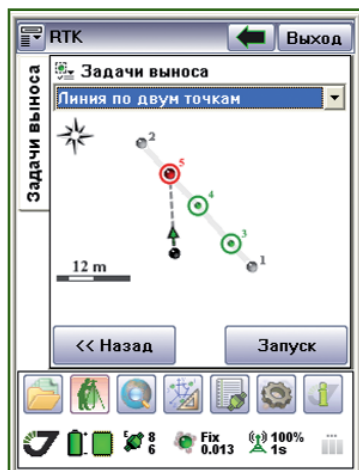 RTK
Выход
Задачи выноса
Задачи выноса
Линия по двум точкам
2
5
4
3
1
12 m
<< Назад
Запуск
8
6
Fix
0.013
100%
1s